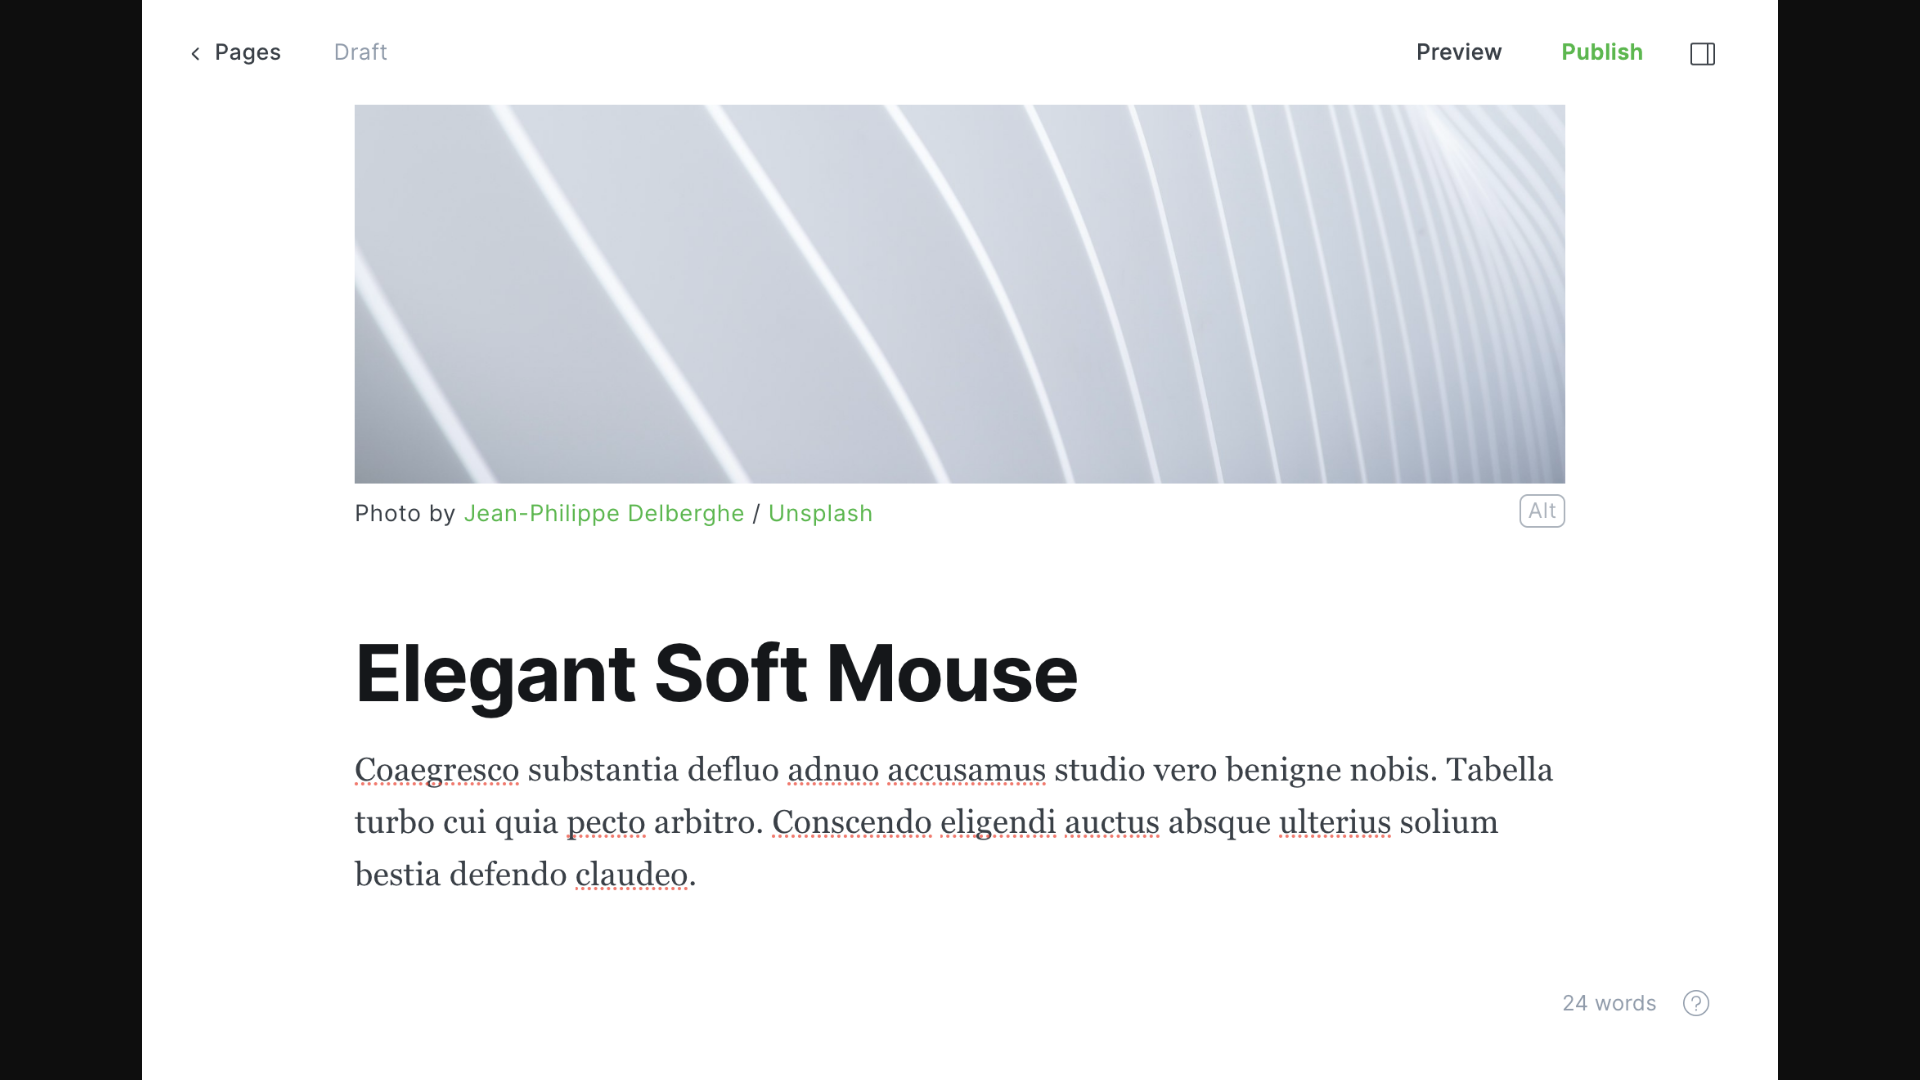 Pages Draft Preview Publish
Photo by Jean-Philippe Delberghe / Unsplash Alt
Elegant Soft Mouse
Coaegresco substantia defluo adnuo accusamus studio vero benigne nobis. Tabella
turbo cui quia pecto arbitro. Conscendo eligendi auctus absque ulterius solium
bestia defendo claudeo.
24 words ?